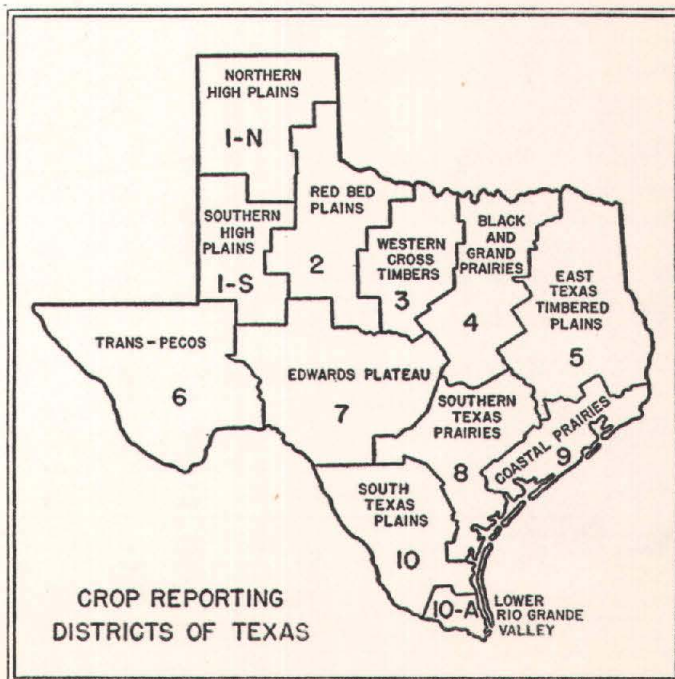 NORTHERN
HIGH PLAINS
1-N
SOUTHERN
HIGH
PLAINS
1-S
RED BED
PLAINS
2
WESTERN
CROSS
TIMBERS
3
BLACK
AND
GRAND
PRAIRIES
4
EAST
TEXAS
TIMBERED
PLAINS
5
TRANS-PECOS
6
EDWARDS PLATEAU
7
SOUTHERN
TEXAS
PRAIRIES
8
COASTAL PRAIRIES
9
SOUTH
TEXAS
PLAINS
10
10-A
LOWER
RIO GRANDE
VALLEY
CROP REPORTING
DISTRICTS OF TEXAS